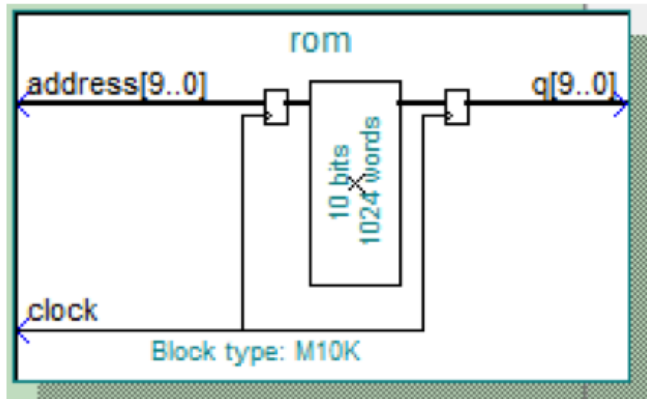 rom
address[9..0]
q[9..0]
10 bits
1024 words
clock
Block type: M10K